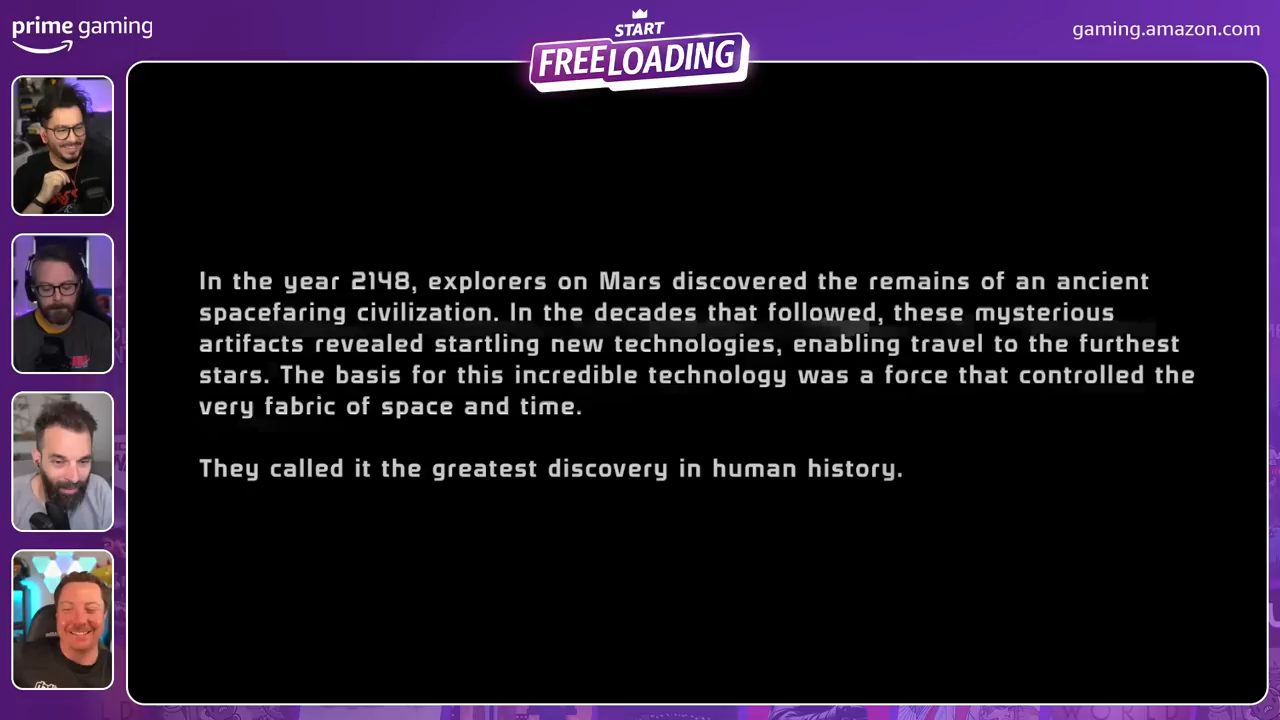 prime gaming
START
FREELOADING
gaming.amazon.com
In the year 2148, explorers on Mars discovered the remains of an ancient
spacefaring civilization. In the decades that followed, these mysterious
artifacts revealed startling new technologies, enabling travel to the furthest
stars. The basis for this incredible technology was a force that controlled the
very fabric of space and time.
They called it the greatest discovery in human history.